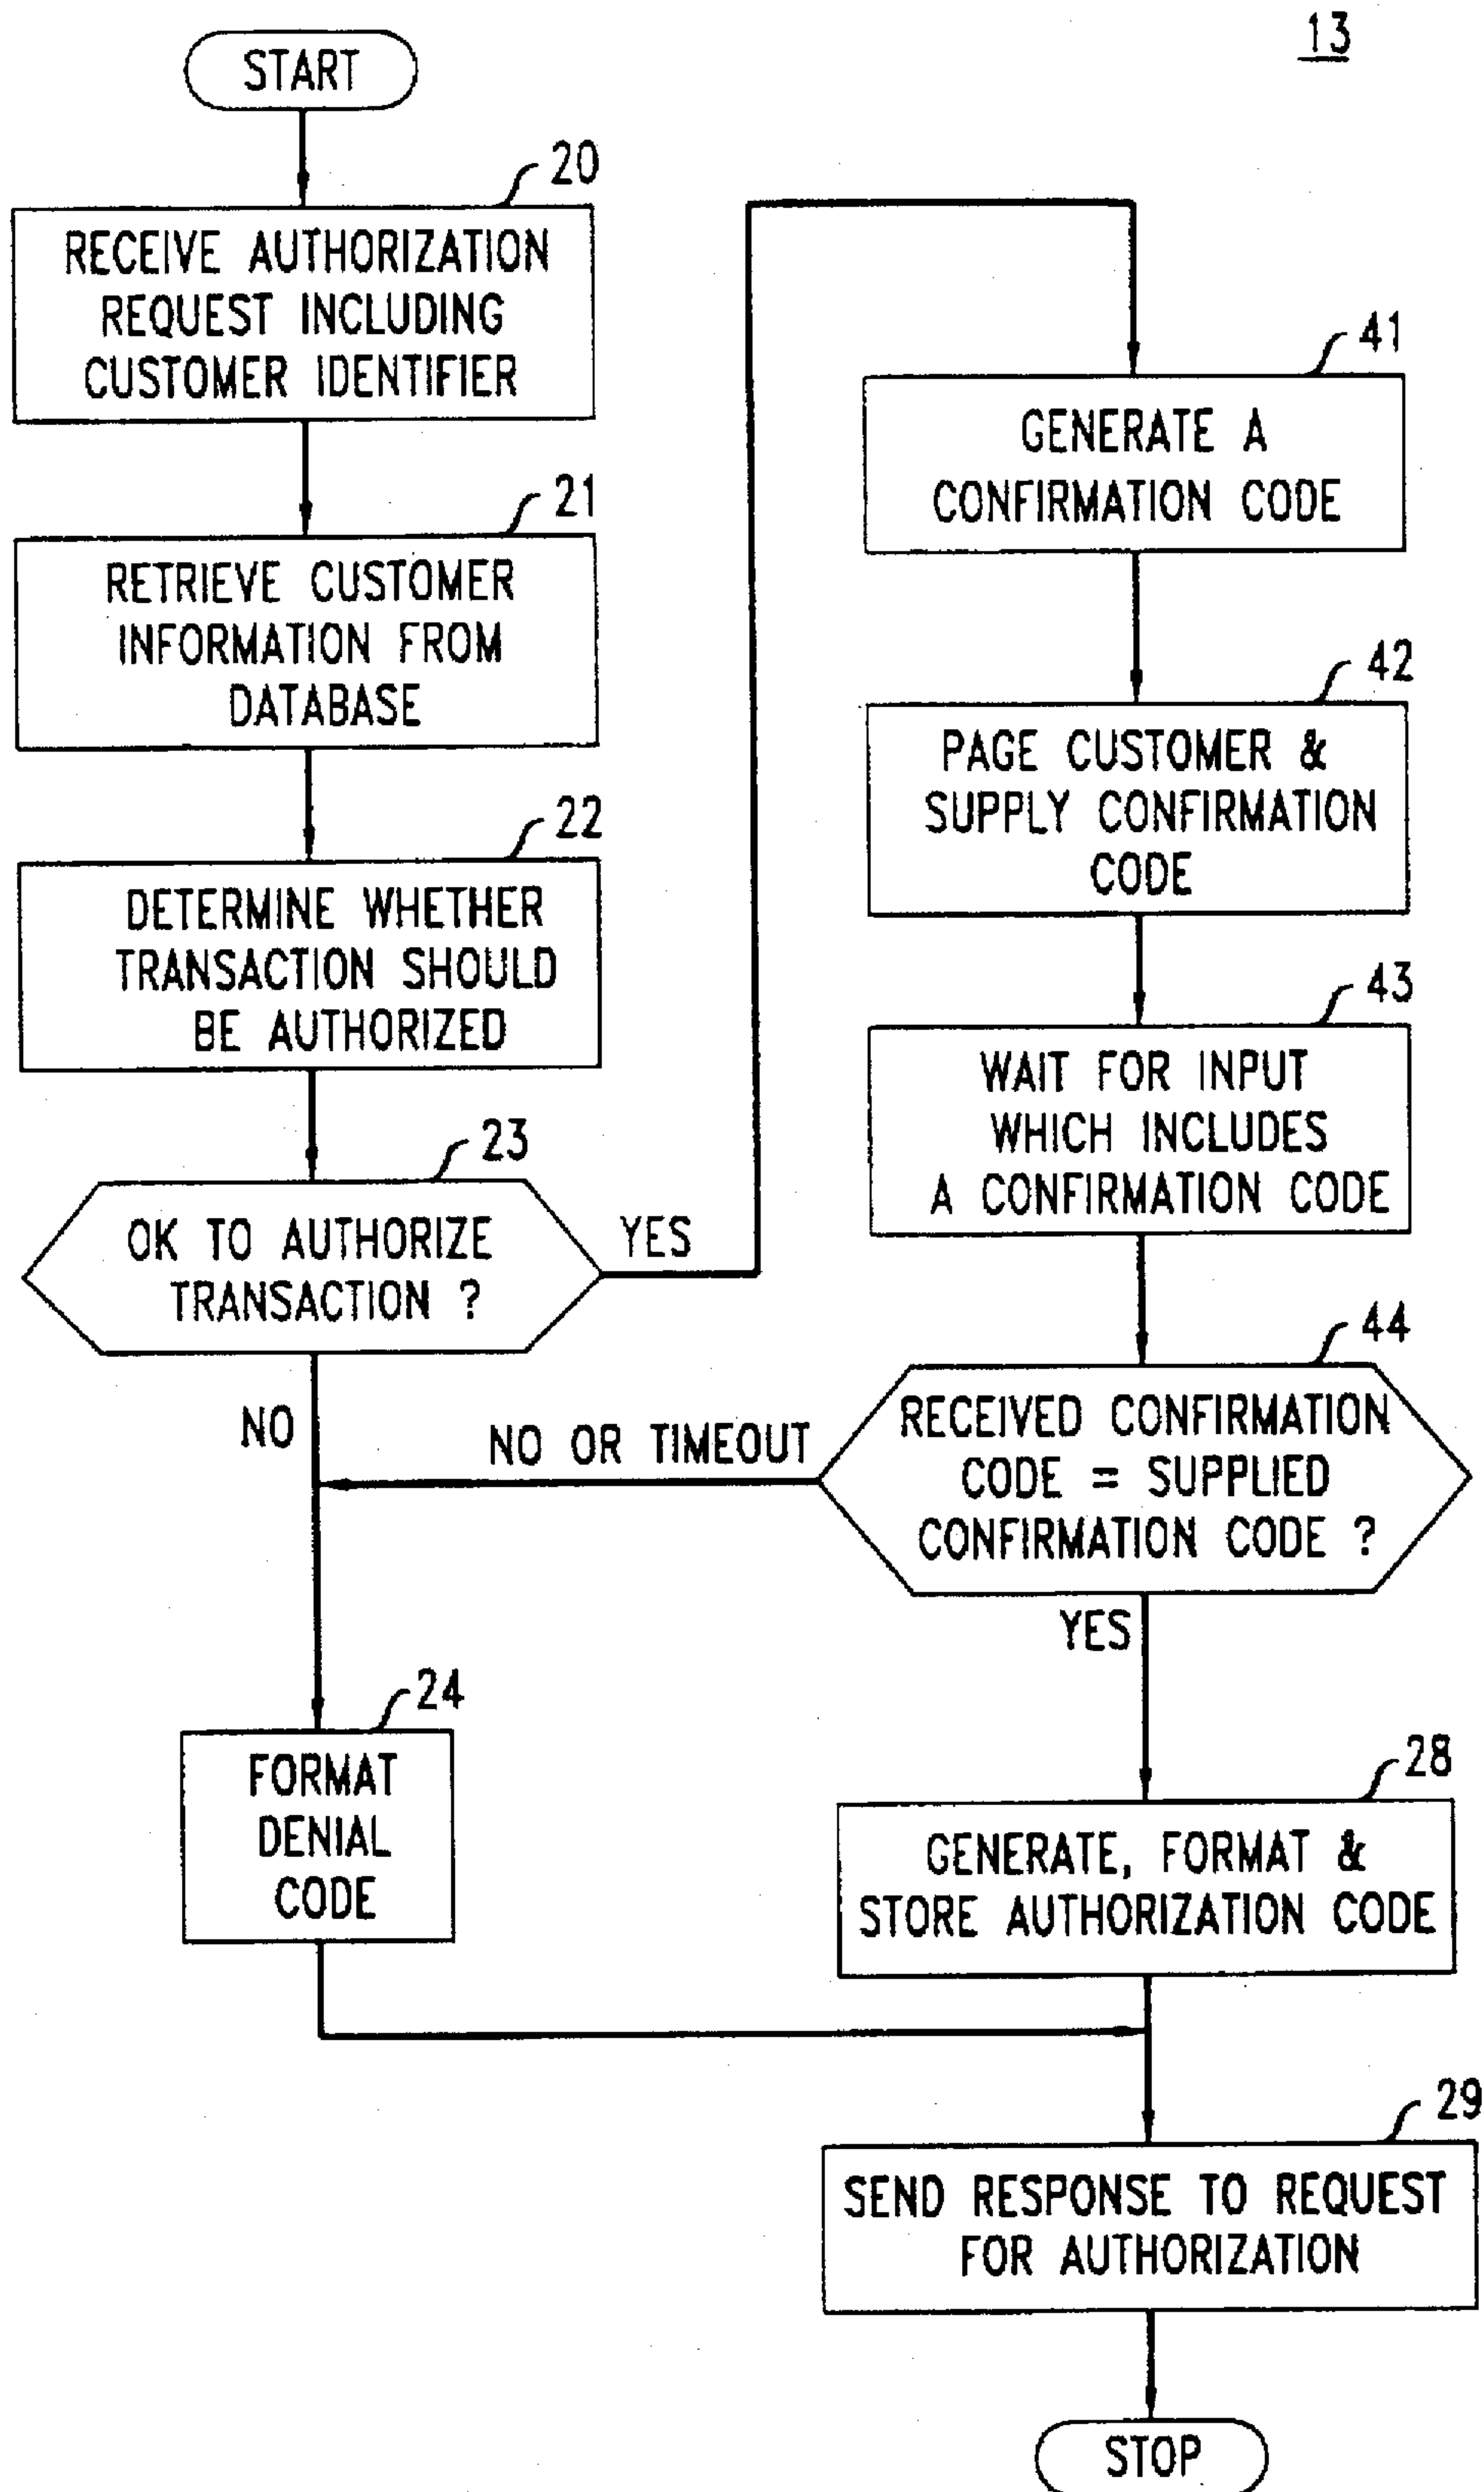 13
START
20
RECEIVE AUTHORIZATION
REQUEST INCLUDING
CUSTOMER IDENTIFIER
21
RETRIEVE CUSTOMER
INFORMATION FROM
DATABASE
22
DETERMINE WHETHER
TRANSACTION SHOULD
BE AUTHORIZED
23
OK TO AUTHORIZE
TRANSACTION ?
YES
NO
24
FORMAT
DENIAL
CODE
41
GENERATE A
CONFIRMATION CODE
42
PAGE CUSTOMER &
SUPPLY CONFIRMATION
CODE
43
WAIT FOR INPUT
WHICH INCLUDES
A CONFIRMATION CODE
44
RECEIVED CONFIRMATION
CODE = SUPPLIED
CONFIRMATION CODE ?
NO OR TIMEOUT
YES
28
GENERATE, FORMAT &
STORE AUTHORIZATION CODE
29
SEND RESPONSE TO REQUEST
FOR AUTHORIZATION
STOP